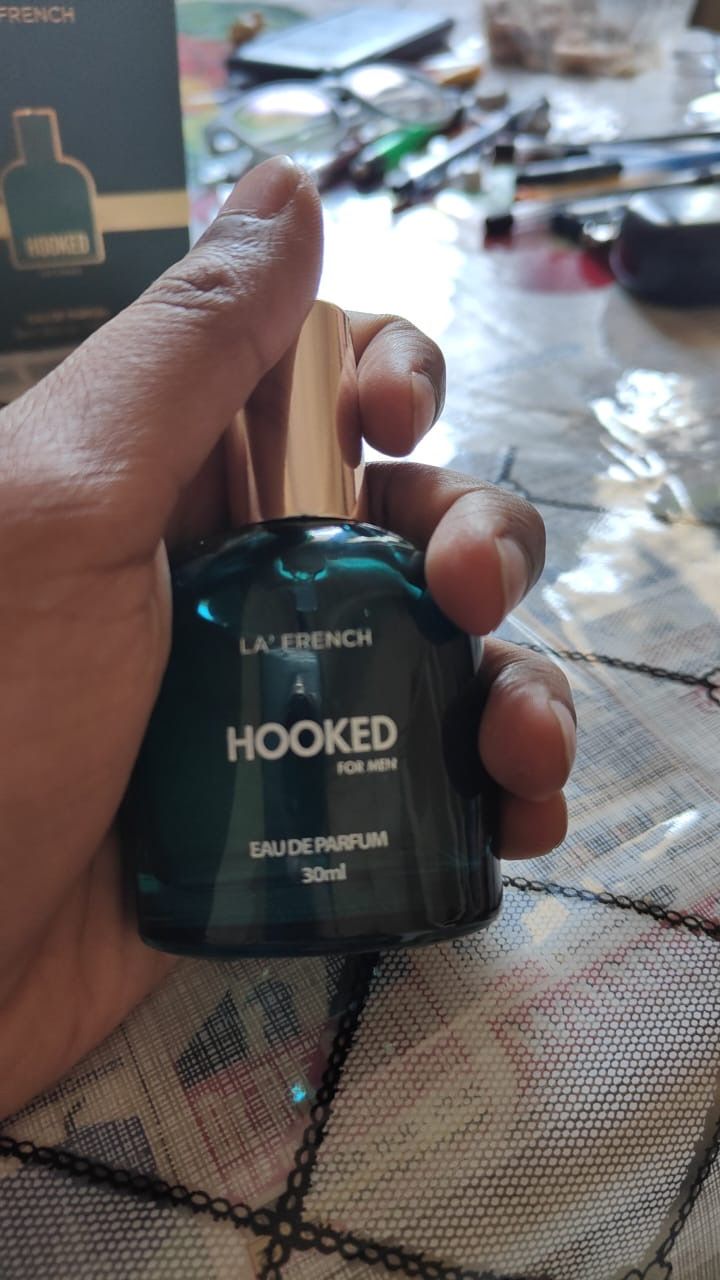 FRENCH
HOOKED
LA' FRENCH
HOOKED
FOR MEN
EAU DE PARFUM
30ml